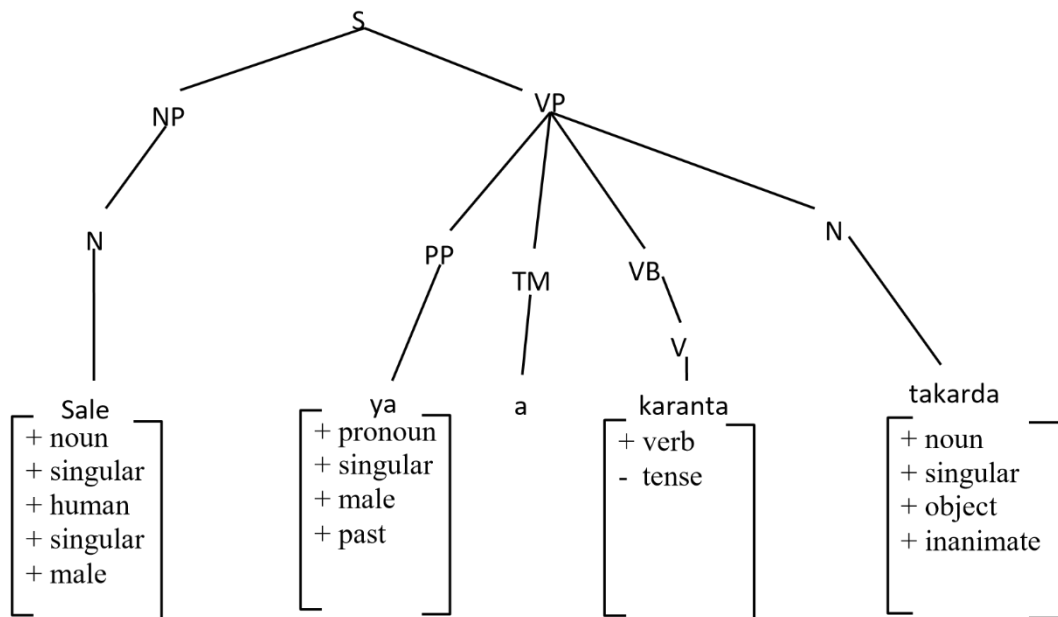 S
NP VP
N PP TM VB N
V
Sale ya a karanta takarda
+ noun
+ singular
+ human
+ singular
+ male
+ pronoun
+ singular
+ male
+ past
+ verb
- tense
+ noun
+ singular
+ object
+ inanimate